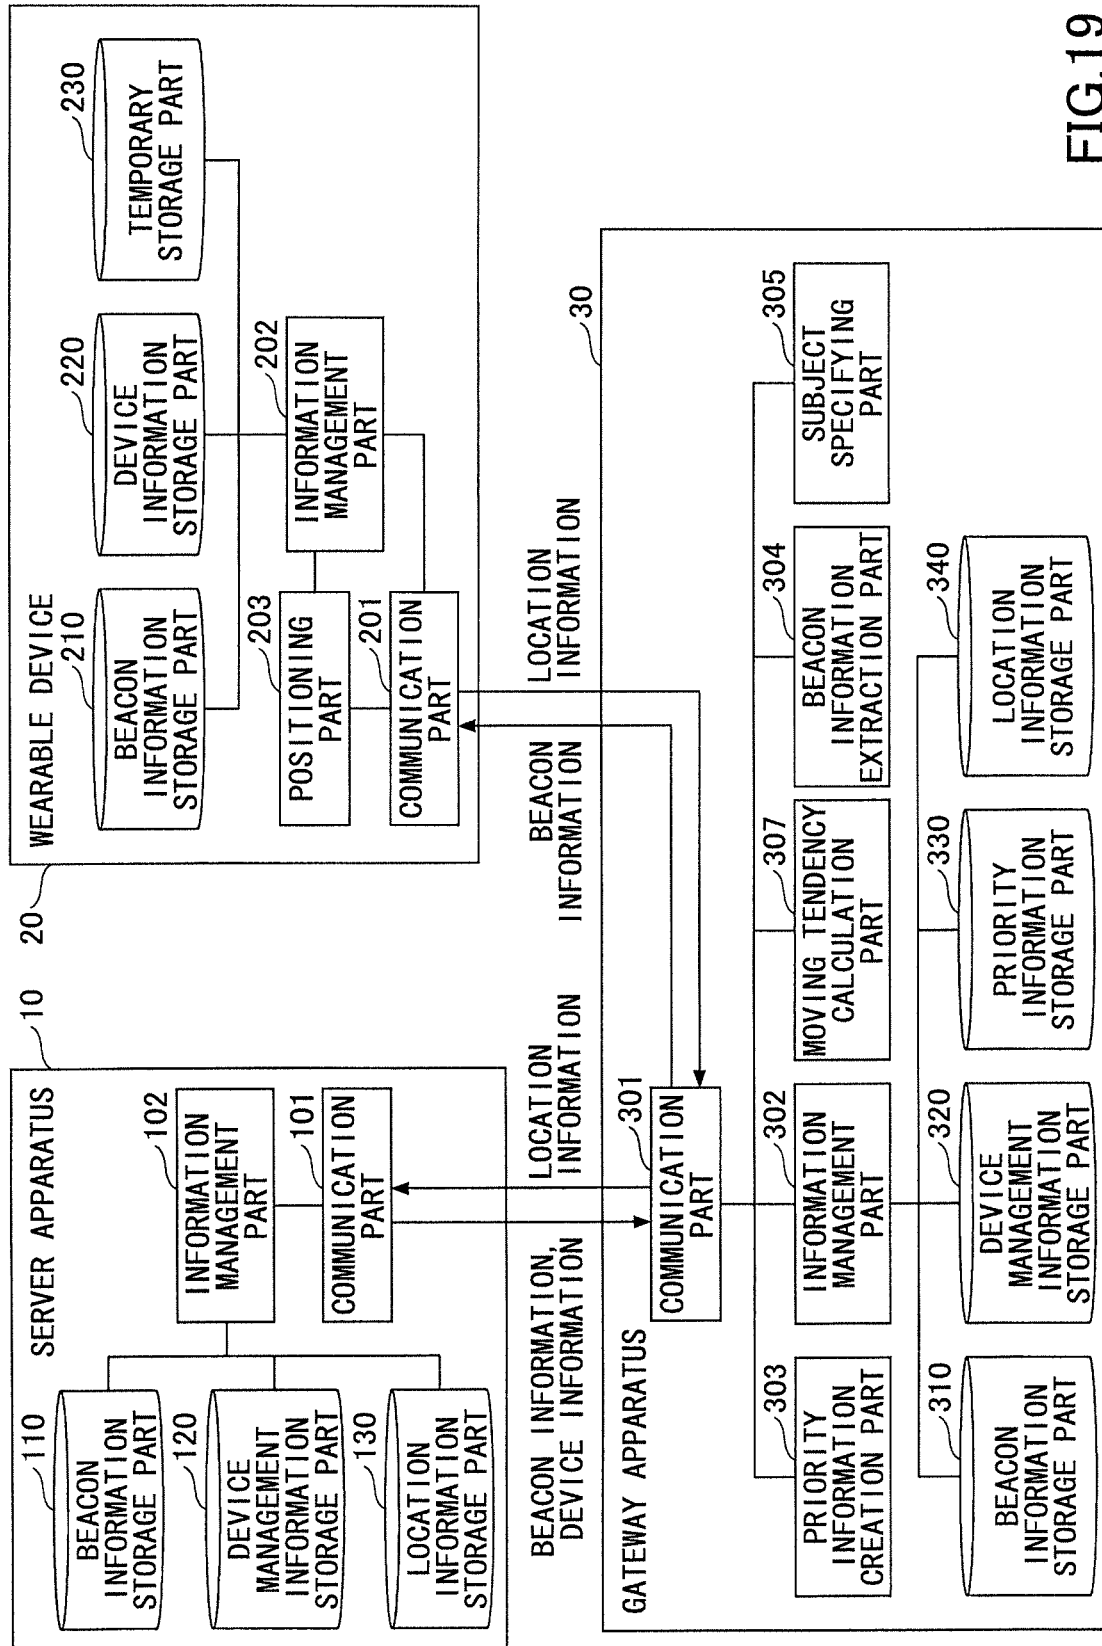 SERVER APPARATUS
10
110
BEACON
INFORMATION
STORAGE PART
120
DEVICE
MANAGEMENT
INFORMATION
STORAGE PART
130
LOCATION
INFORMATION
STORAGE PART
102
INFORMATION
MANAGEMENT
PART
101
COMMUNICATION
PART
20
WEARABLE DEVICE
210
BEACON
INFORMATION
STORAGE PART
220
DEVICE
INFORMATION
STORAGE PART
230
TEMPORARY
STORAGE PART
203
POSITIONING
PART
202
INFORMATION
MANAGEMENT
PART
201
COMMUNICATION
PART
BEACON INFORMATION,
DEVICE INFORMATION
LOCATION
INFORMATION
BEACON
INFORMATION
LOCATION
INFORMATION
GATEWAY APPARATUS
30
301
COMMUNICATION
PART
303
PRIORITY
INFORMATION
CREATION PART
302
INFORMATION
MANAGEMENT
PART
307
MOVING TENDENCY
CALCULATION
PART
304
BEACON
INFORMATION
EXTRACTION PART
305
SUBJECT
SPECIFYING
PART
310
BEACON
INFORMATION
STORAGE PART
320
DEVICE
MANAGEMENT
INFORMATION
STORAGE PART
330
PRIORITY
INFORMATION
STORAGE PART
340
LOCATION
INFORMATION
STORAGE PART
FIG.19